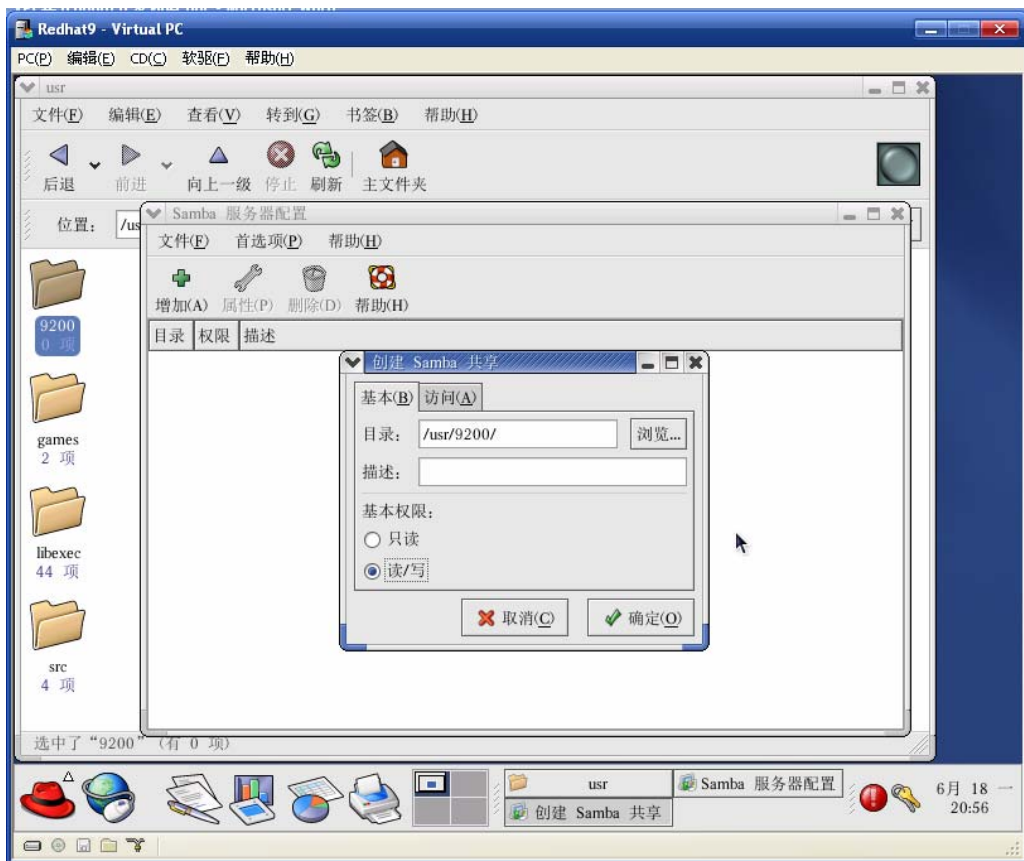 Redhat9 - Virtual PC
PC(P) 编辑(E) CD(C) 软驱(F) 帮助(H)
usr
文件(F) 编辑(E) 查看(V) 转到(G) 书签(B) 帮助(H)
后退 前进 向上一级 停止 刷新 主文件夹
位置: /us
Samba 服务器配置
文件(F) 首选项(P) 帮助(H)
增加(A) 属性(P) 删除(D) 帮助(H)
目录 权限 描述
9200
0 项
games
2 项
libexec
44 项
src
4 项
创建 Samba 共享
基本(B) 访问(A)
目录: /usr/9200/ 浏览...
描述:
基本权限:
只读
读/写
取消(C) 确定(O)
选中了“9200”(有 0 项)
usr
Samba 服务器配置
创建 Samba 共享
6月 18 一
20:56